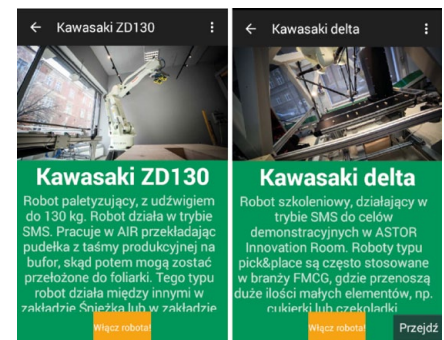 Kawasaki ZD130
Kawasaki ZD130
Robot paletyzujący, z udźwigiem
do 130 kg. Robot działa w trybie
SMS. Pracuje w AIR przekładając
pudełka z taśmy produkcyjnej na
bufor, skąd potem mogą zostać
przełożone do foliarki. Tego typu
robot działa między innymi w
zakładzie Śnieżka lub w zakładzie
Włącz robota!
Kawasaki delta
Kawasaki delta
Robot szkoleniowy, działający w
trybie SMS do celów
demonstracyjnych w ASTOR
Innovation Room. Roboty typu
pick&place są często stosowane
w branży FMCG, gdzie przenoszą
duże ilości małych elementów, np.
cukierki lub czekoladki
Włącz robota!
Przejdź